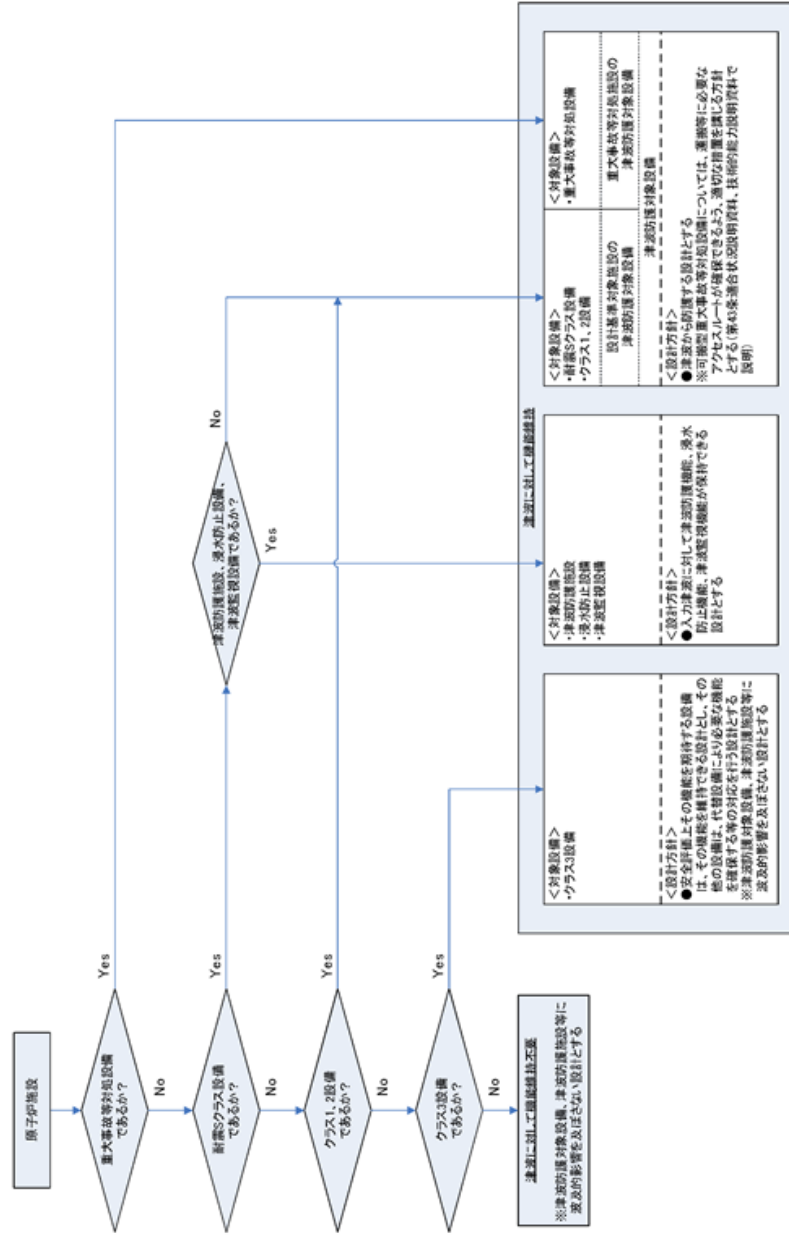 原子炉施設
重大事故等対処設備
であるか？
Yes
No
耐震Sクラス設備
であるか？
Yes
No
津波防護施設、浸水防止設備、
津波監視設備であるか？
No
Yes
クラス1、2設備
であるか？
Yes
No
クラス3設備
であるか？
Yes
No
津波に対して機能維持不要
※津波防護対象設備、津波防護施設等に
波及的影響を及ぼさない設計とする
津波に対して機能維持
＜対象設備＞
・クラス3設備
＜設計方針＞
●安全評価上その機能を期待する設備
は、その機能を維持できる設計とし、その
他の設備は、代替設備により必要な機能
を確保する等の対応を行う設計とする
※津波防護対象設備、津波防護施設等に
波及的影響を及ぼさない設計とする
＜対象設備＞
・津波防護施設
・浸水防止設備
・津波監視設備
＜設計方針＞
●入力津波に対して津波防護機能、浸水
防止機能、津波監視機能が保持できる
設計とする
＜対象設備＞
・耐震Sクラス設備
・クラス1、2設備
設計基準対象施設の
津波防護対象設備
＜対象設備＞
・重大事故等対処設備
重大事故等対処施設の
津波防護対象設備
津波防護対象設備
＜設計方針＞
●津波から防護する設計とする
※可搬型重大事故等対処設備については、運搬等に必要な
アクセスルートが確保できるよう、適切な措置を講じる方針
とする（第43条適合状況説明資料、技術的能力説明資料で
説明）